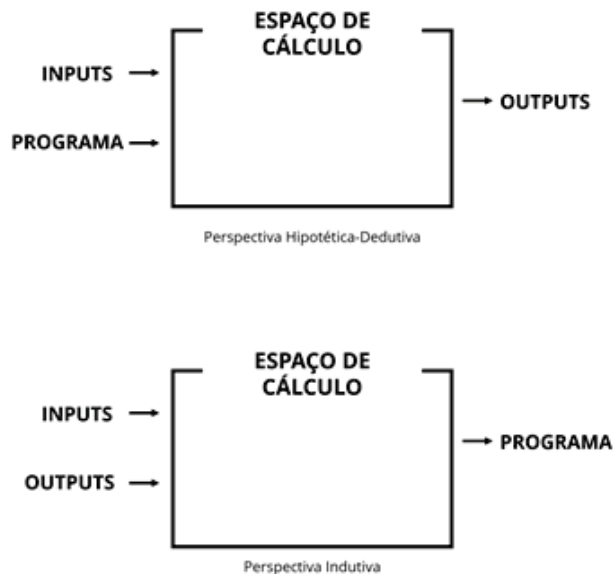 ESPAÇO DE
CÁLCULO
INPUTS
OUTPUTS
PROGRAMA
Perspectiva Hipotética-Dedutiva
ESPAÇO DE
CÁLCULO
INPUTS
PROGRAMA
OUTPUTS
Perspectiva Indutiva